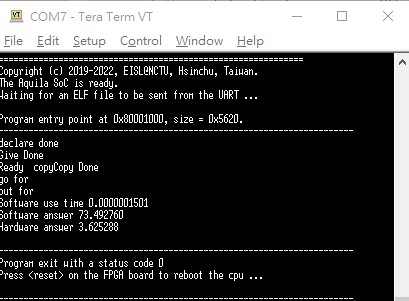 COM7 - Tera Term VT
File Edit Setup Control Window Help
================================================================
Copyright (c) 2019-2022, EISL@NCTU, Hsinchu, Taiwan.
The Aquila SoC is ready.
Waiting for an ELF file to be sent from the UART ...
Program entry point at 0x80001000, size = 0x5620.
----------------------------------------------------------------
declare done
Give Done
Ready copyCopy Done
go for
out for
Software use time 0.0000001501
Software answer 73.492760
Hardware answer 3.625288
----------------------------------------------------------------
Program exit with a status code 0
Press <reset> on the FPGA board to reboot the cpu ...